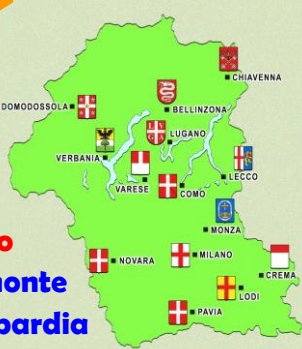 CHIAVENNA
DOMODOSSOLA
BELLINZONA
LUGANO
VERBANIA
LECCO
VARESE
COMO
MONZA
MILANO
NOVARA
CREMA
LODI
PAVIA
o
monte
bardia